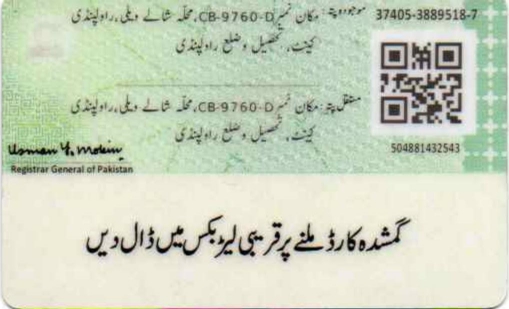 37405-3889518-7
موجودہ پتہ: مکان نمبر CB-9760-D، محلّہ شالے ویلی، راولپنڈی
کینٹ، تحصیل و ضلع راولپنڈی
مستقل پتہ: مکان نمبر CB-9760-D، محلّہ شالے ویلی، راولپنڈی
کینٹ، تحصیل و ضلع راولپنڈی
504881432543
Usman Y. Mobin
Registrar General of Pakistan
گمشدہ کارڈ ملنے پر قریبی لیٹر بکس میں ڈال دیں